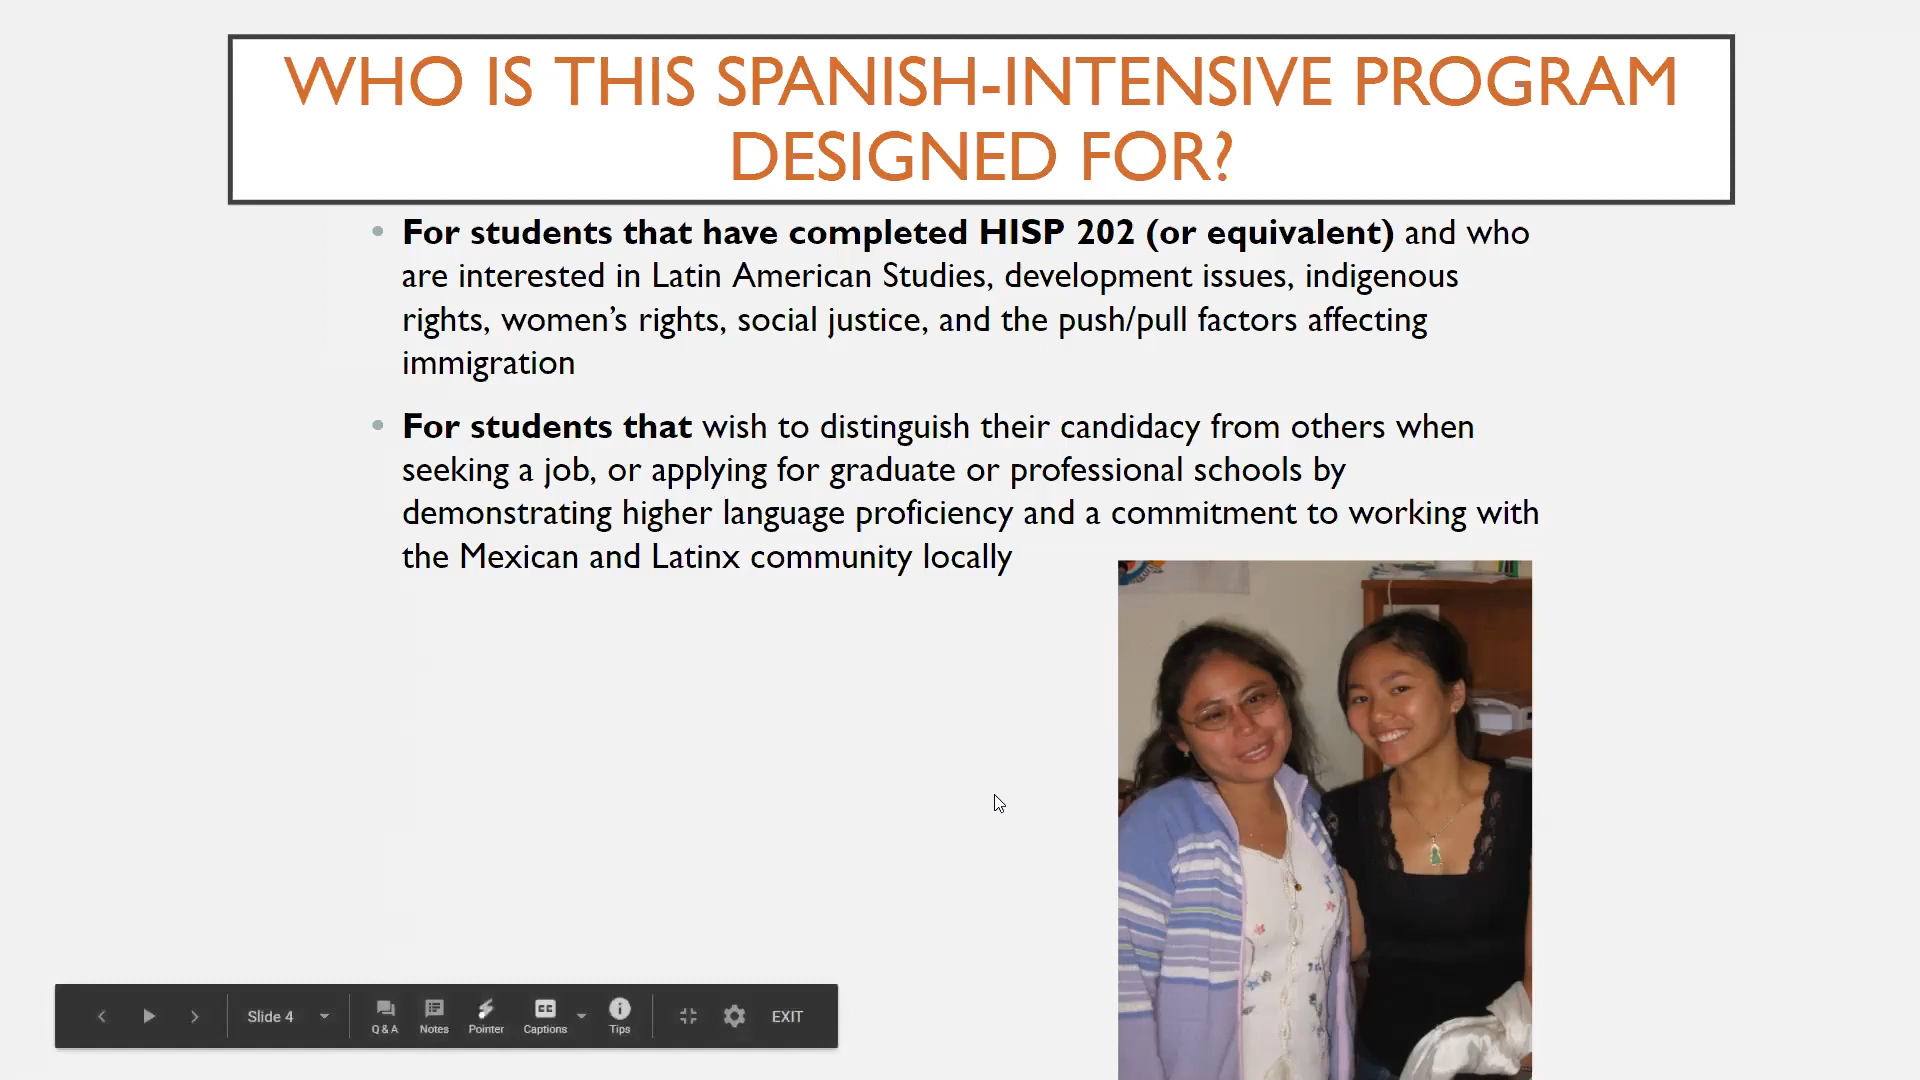 WHO IS THIS SPANISH-INTENSIVE PROGRAM
DESIGNED FOR?
• For students that have completed HISP 202 (or equivalent) and who
are interested in Latin American Studies, development issues, indigenous
rights, women’s rights, social justice, and the push/pull factors affecting
immigration
• For students that wish to distinguish their candidacy from others when
seeking a job, or applying for graduate or professional schools by
demonstrating higher language proficiency and a commitment to working with
the Mexican and Latinx community locally
Slide 4
Q & A
Notes
Pointer
CC
Captions
Tips
EXIT